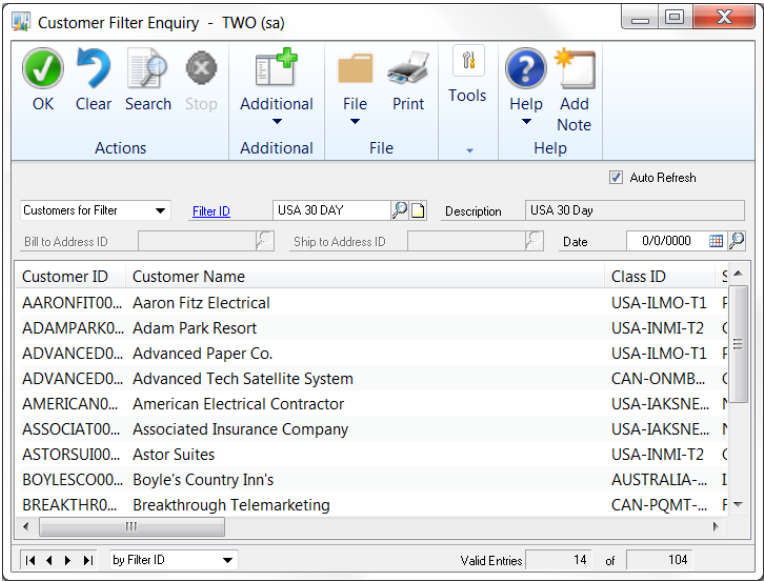 Customer Filter Enquiry - TWO (sa)
OK Clear Search Stop Additional File Print Tools Help Add Note
Actions Additional File Help
Auto Refresh
Customers for Filter Filter ID USA 30 DAY Description USA 30 Day
Bill to Address ID Ship to Address ID Date 0/0/0000
Customer ID Customer Name Class ID S
AARONFIT00... Aaron Fitz Electrical USA-ILMO-T1
ADAMPARK0... Adam Park Resort USA-INMI-T2
ADVANCED0... Advanced Paper Co. USA-ILMO-T1
ADVANCED0... Advanced Tech Satellite System CAN-ONMB...
AMERICAN0... American Electrical Contractor USA-IAKSNE...
ASSOCIAT00... Associated Insurance Company USA-IAKSNE...
ASTORSUI00... Astor Suites USA-INMI-T2
BOYLESCO00... Boyle's Country Inn's AUSTRALIA-...
BREAKTHR0... Breakthrough Telemarketing CAN-PQMT-...
by Filter ID Valid Entries 14 of 104